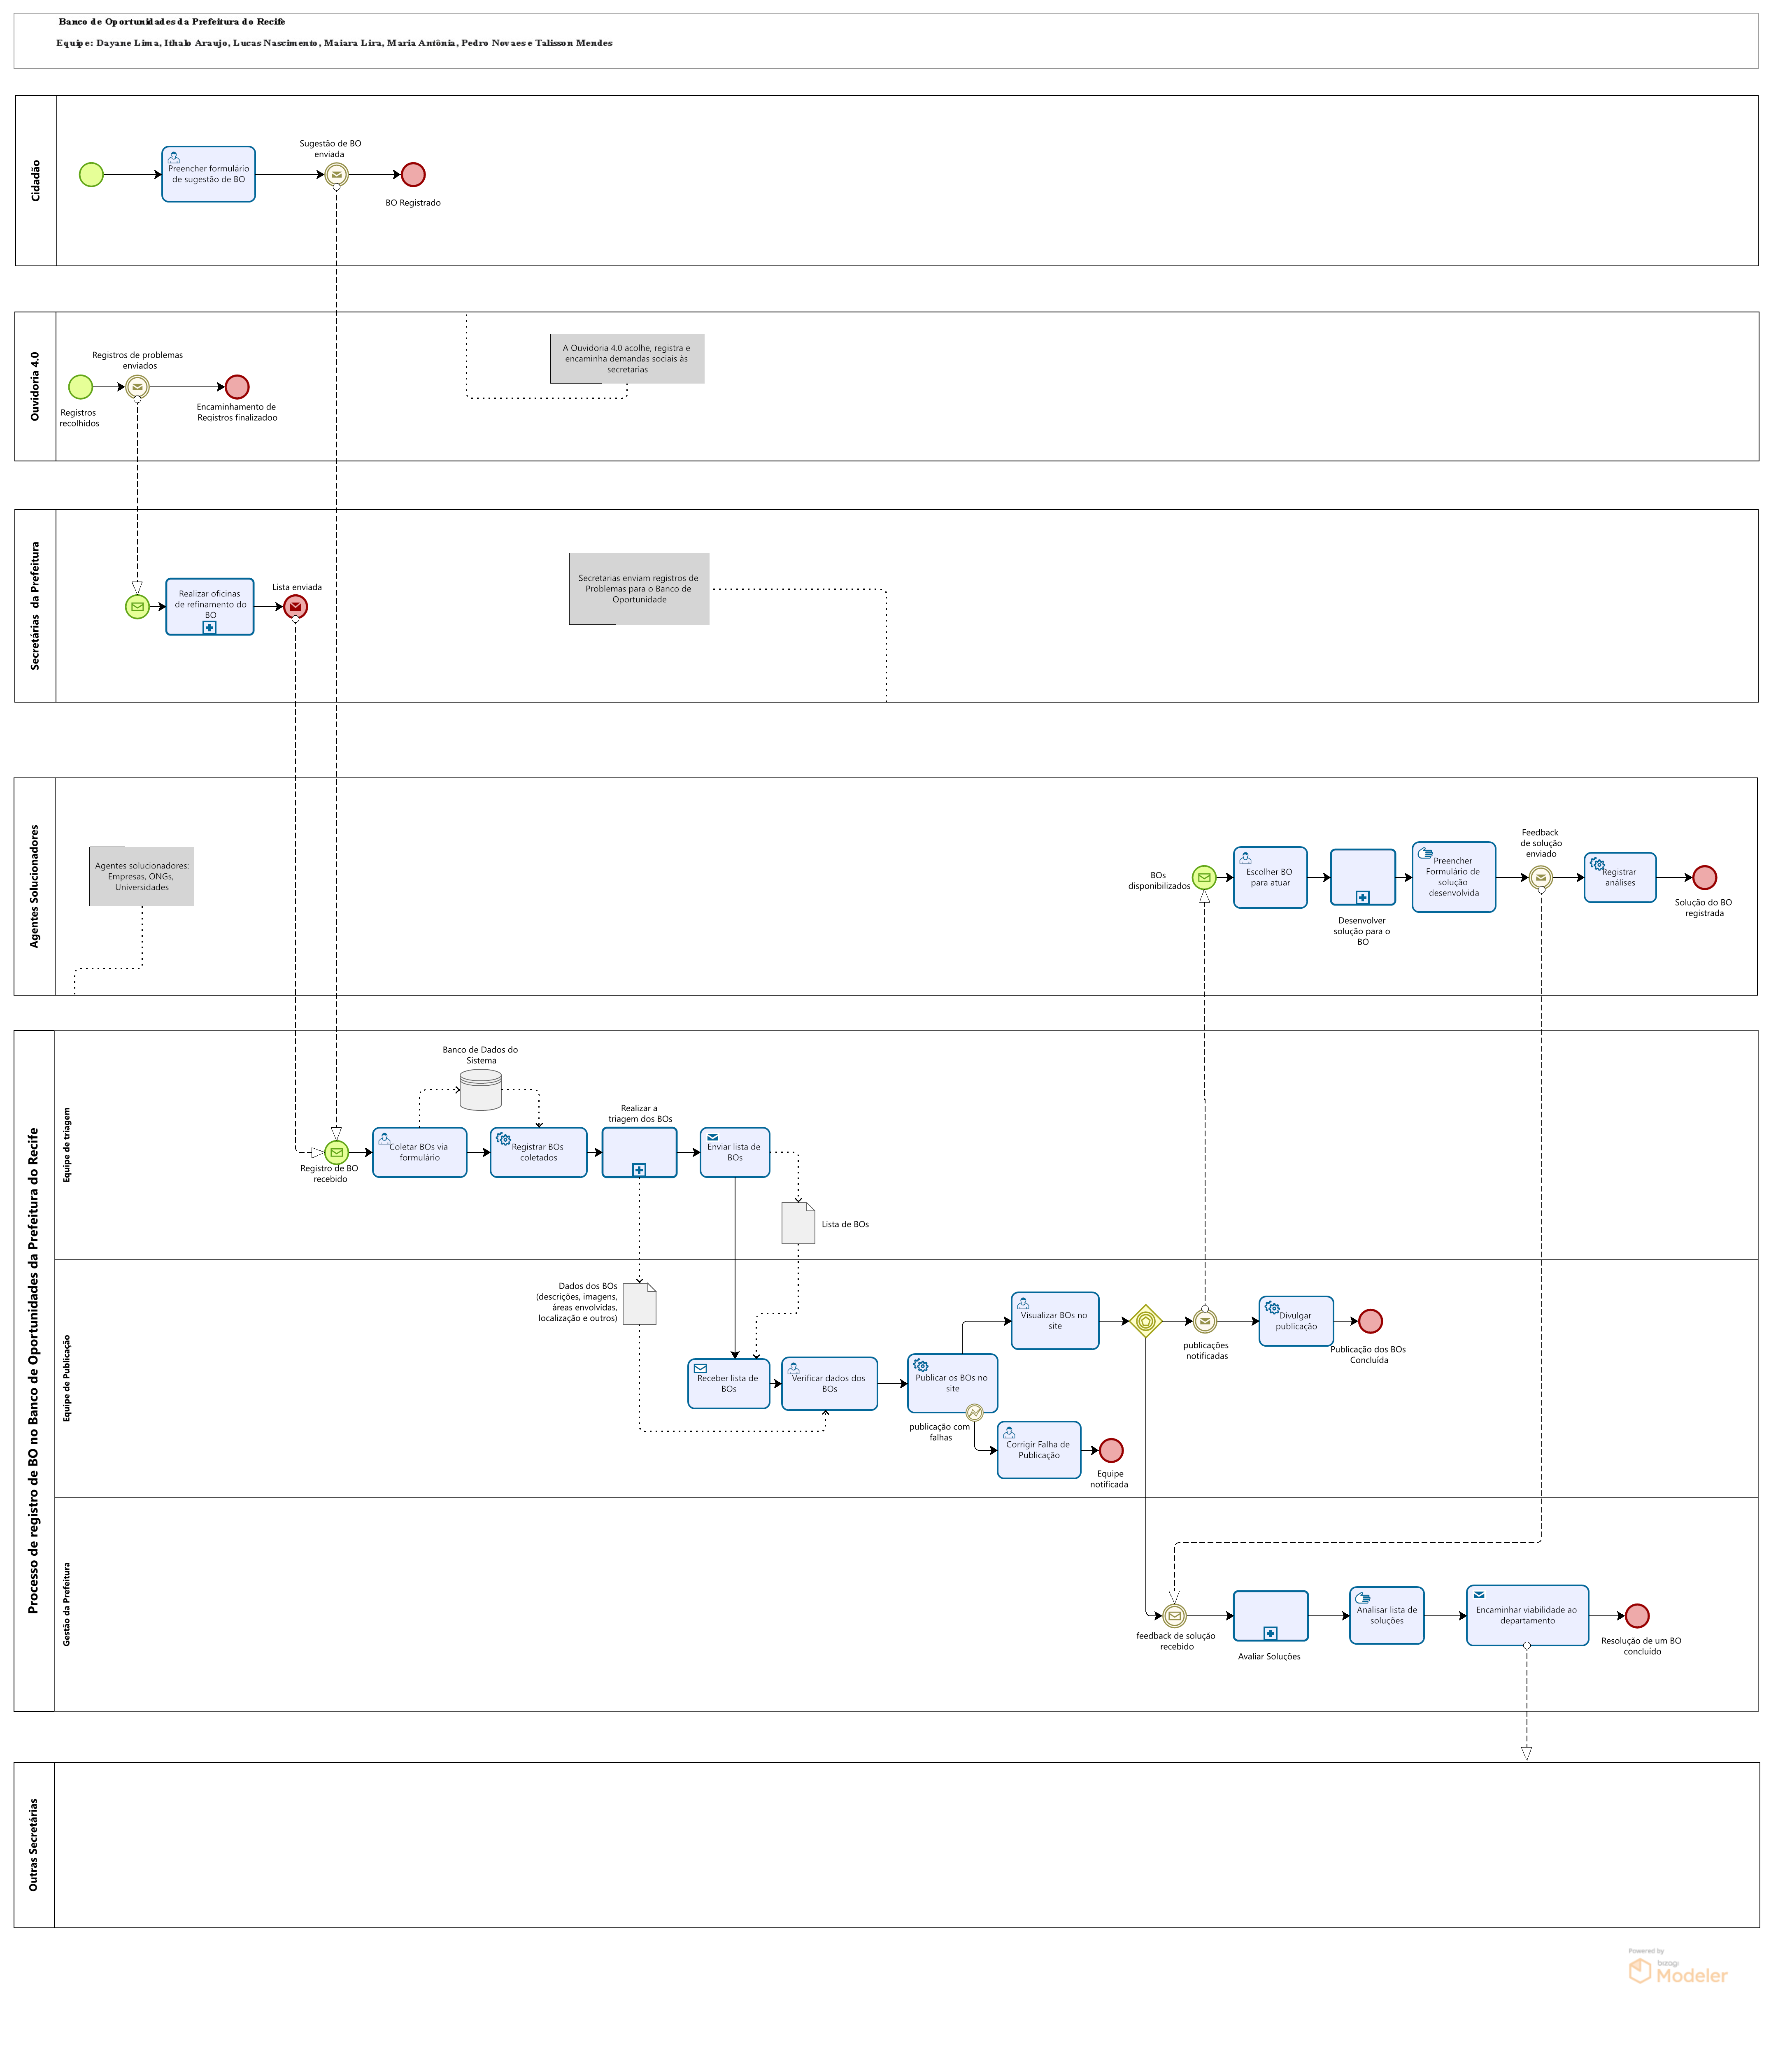 Banco de Oportunidades da Prefeitura do Recife
Equipe: Dayane Lima, Ithalo Araujo, Lucas Nascimento, Maiara Lira, Maria Antônia, Pedro Novaes e Talisson Mendes
Cidadão
Preencher formulário
de sugestão de BO
Sugestão de BO
enviada
BO Registrado
Ouvidoria 4.0
Registros de problemas
enviados
Registros
recolhidos
Encaminhamento de
Registros finalizadoo
A Ouvidoria 4.0 acolhe, registra e
encaminha demandas sociais às
secretarias
Secretárias da Prefeitura
Realizar oficinas
de refinamento do
BO
Lista enviada
Secretarias enviam registros de
Problemas para o Banco de
Oportunidade
Agentes Solucionadores
Agentes solucionadores:
Empresas, ONGs,
Universidades
BOs
disponibilizados
Escolher BO
para atuar
Desenvolver
solução para o
BO
Preencher
Formulário de
solução
desenvolvida
Feedback
de solução
enviado
Registrar
análises
Solução do BO
registrada
Processo de registro de BO no Banco de Oportunidades da Prefeitura do Recife
Equipe de triagem
Registro de BO
recebido
Coletar BOs via
formulário
Banco de Dados do
Sistema
Registrar BOs
coletados
Realizar a
triagem dos BOs
Enviar lista de
BOs
Lista de BOs
Equipe de Publicação
Dados dos BOs
(descrições, imagens,
áreas envolvidas,
localização e outros)
Receber lista de
BOs
Verificar dados dos
BOs
Publicar os BOs no
site
publicação com
falhas
Corrigir Falha de
Publicação
Equipe
notificada
Visualizar BOs no
site
publicações
notificadas
Divulgar
publicação
Publicação dos BOs
Concluída
Gestão da Prefeitura
feedback de solução
recebido
Avaliar Soluções
Analisar lista de
soluções
Encaminhar viabilidade ao
departamento
Resolução de um BO
concluído
Outras Secretárias
Powered by
bizagi
Modeler